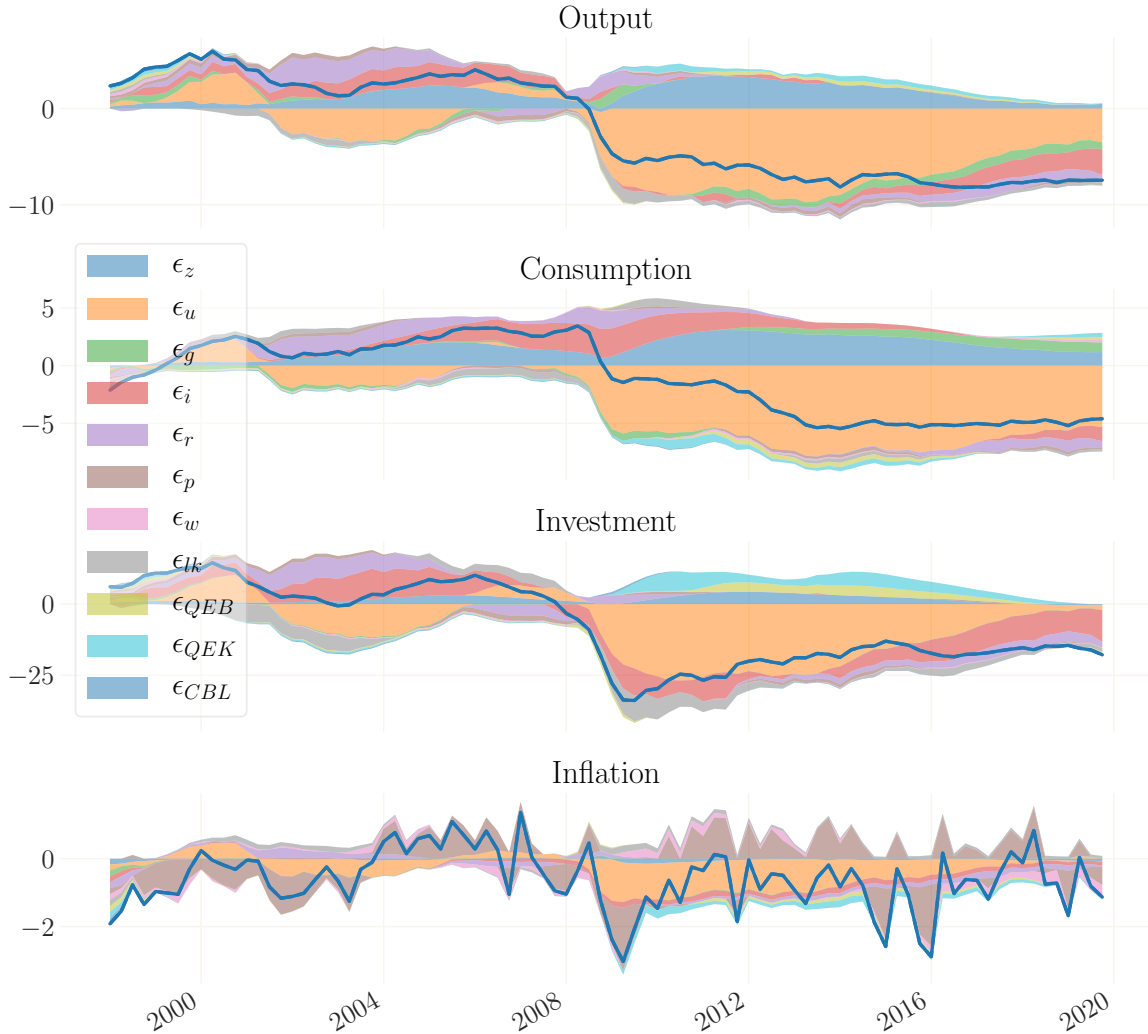 Output
0
−10
Consumption
5
0
−5
ϵ_z
ϵ_u
ϵ_g
ϵ_i
ϵ_r
ϵ_p
ϵ_w
ϵ_lk
ϵ_QEB
ϵ_QEK
ϵ_CBL
Investment
0
−25
Inflation
0
−2
2000 2004 2008 2012 2016 2020